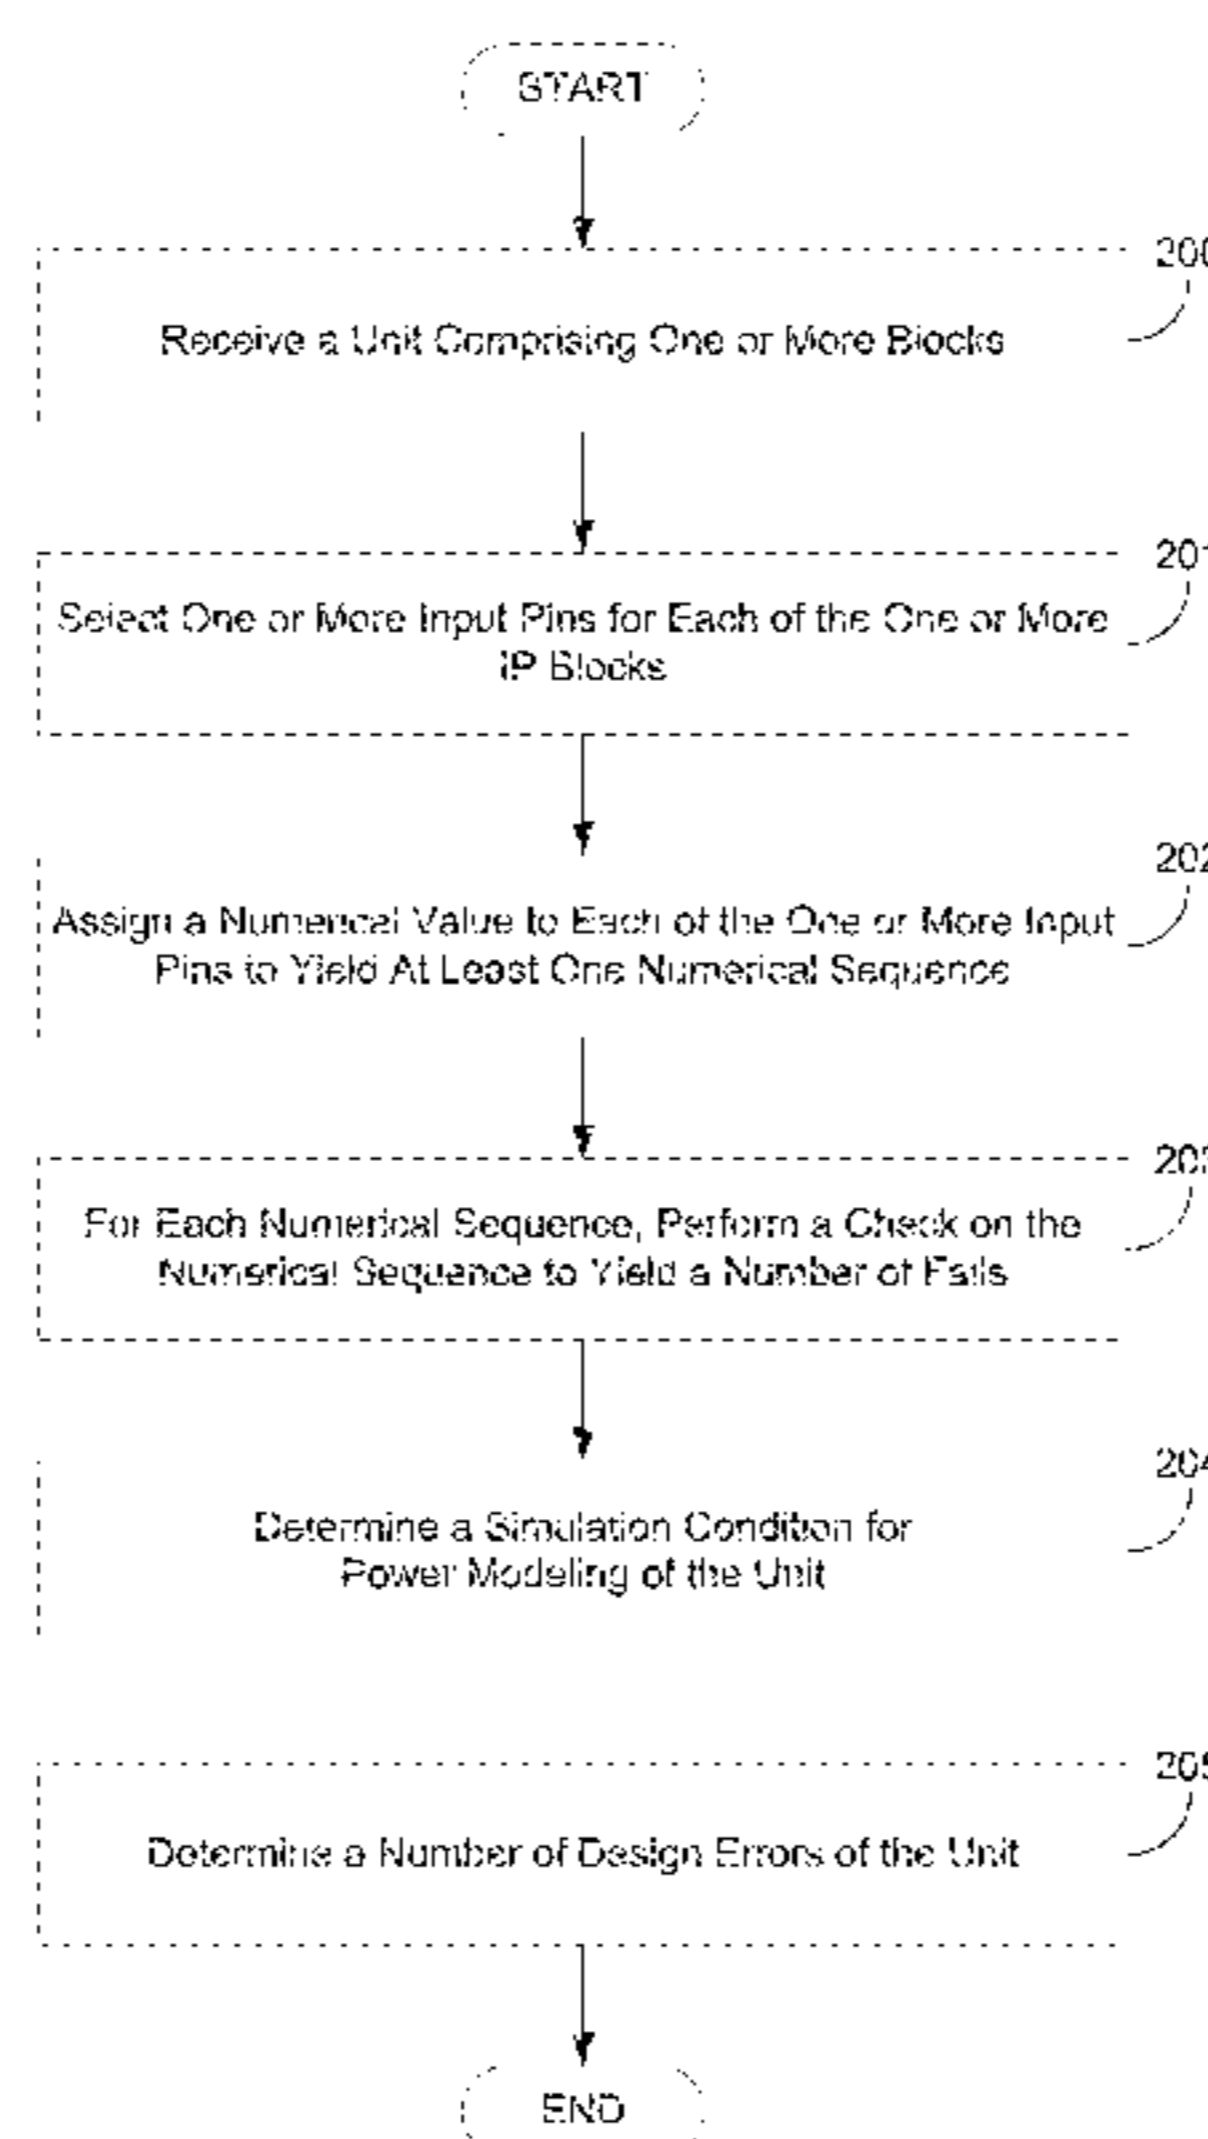 START
200
Receive a Unit Comprising One or More Blocks
201
Select One or More Input Pins for Each of the One or More
IP Blocks
202
Assign a Numerical Value to Each of the One or More Input
Pins to Yield At Least One Numerical Sequence
203
For Each Numerical Sequence, Perform a Check on the
Numerical Sequence to Yield a Number of Fails
204
Determine a Simulation Condition for
Power Modeling of the Unit
205
Determine a Number of Design Errors of the Unit
END